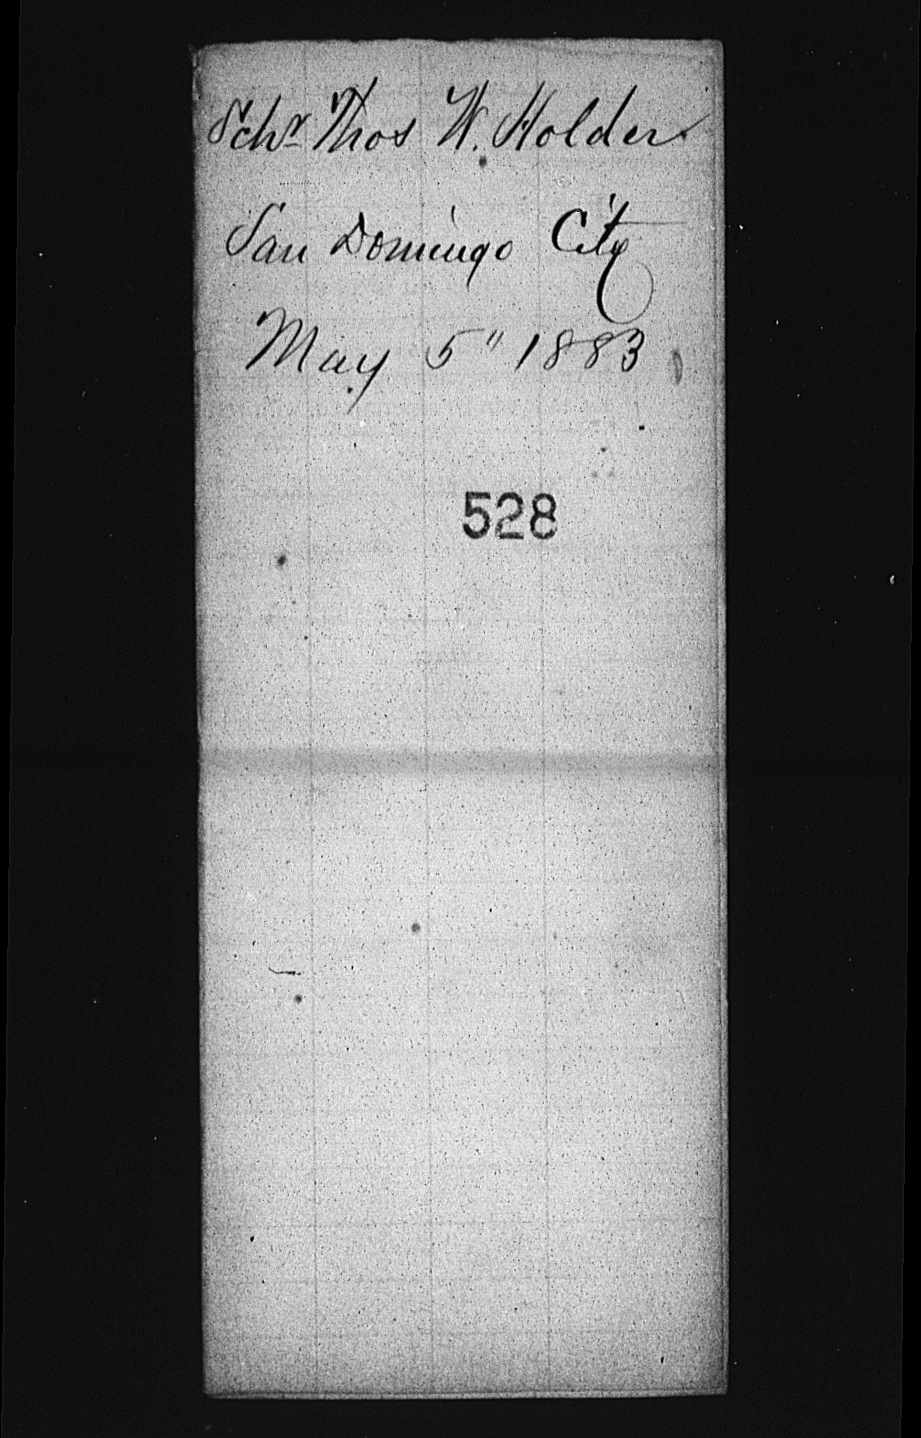 Schr Thos W. Holder
San Domingo City
May 5" 1883
528